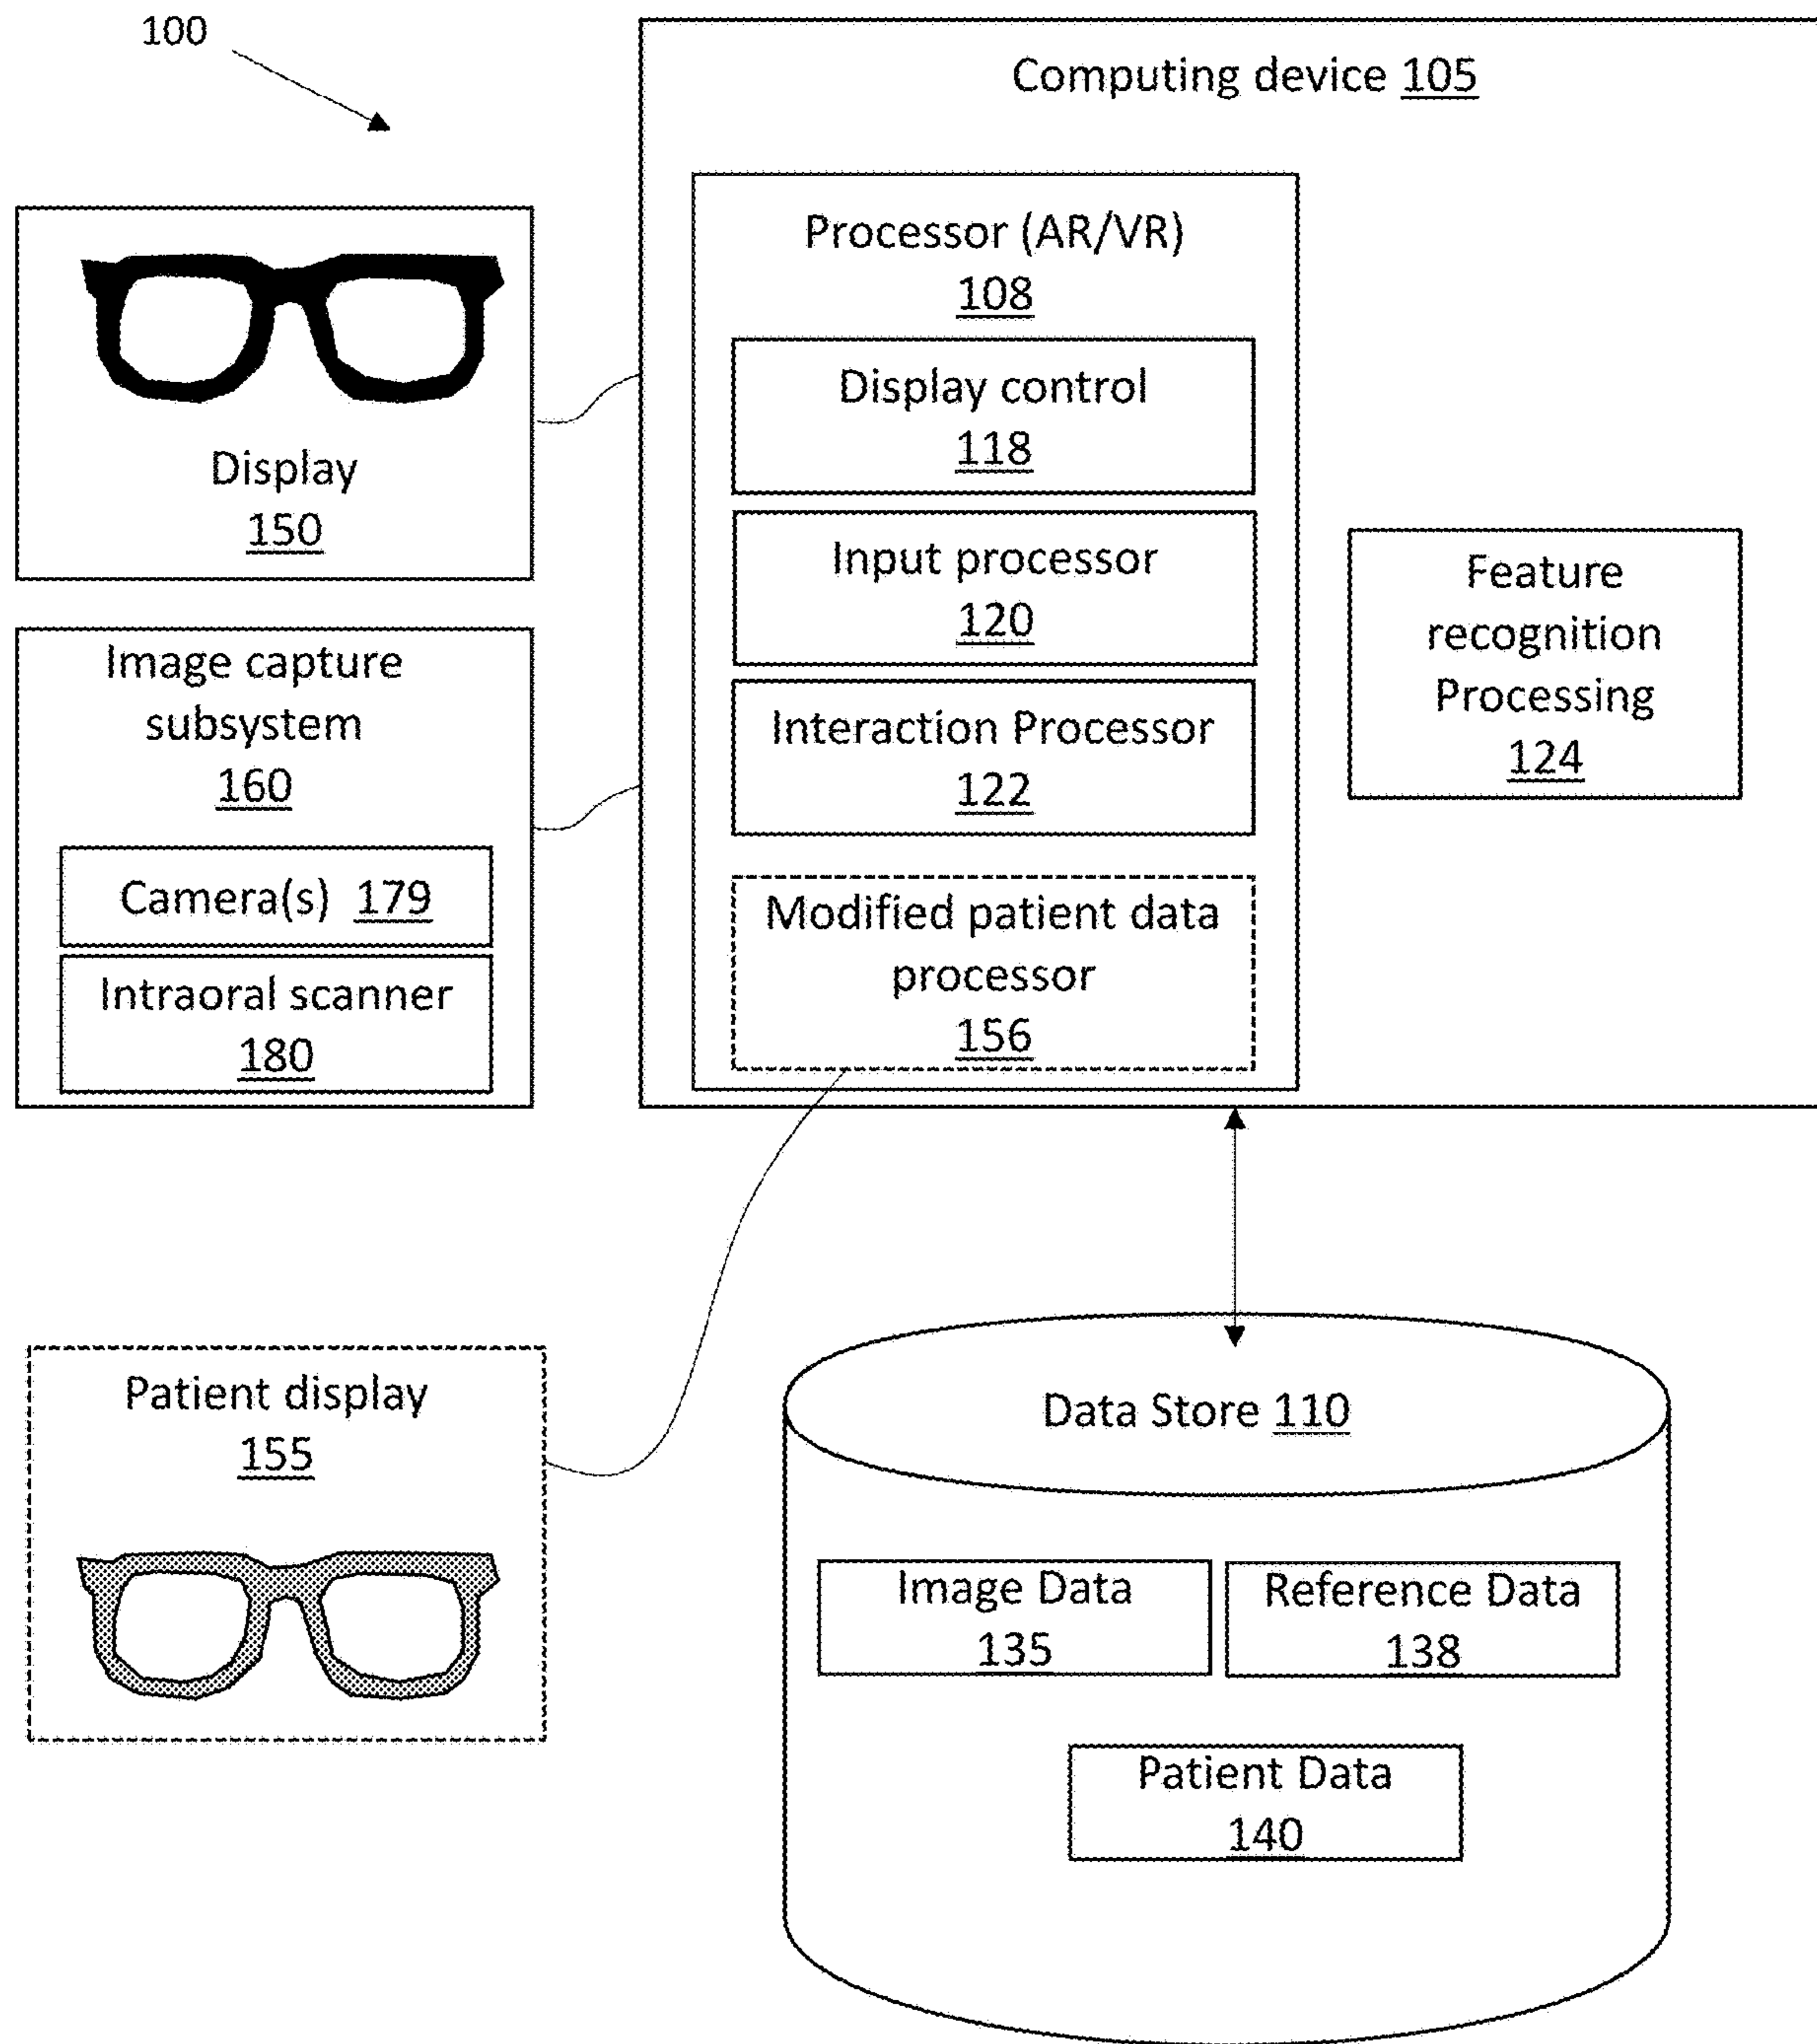 100
Computing device 105
Processor (AR/VR)
108
Display control
118
Input processor
120
Interaction Processor
122
Modified patient data
processor
156
Feature
recognition
Processing
124
Display
150
Image capture
subsystem
160
Camera(s) 179
Intraoral scanner
180
Patient display
155
Data Store 110
Image Data
135
Reference Data
138
Patient Data
140